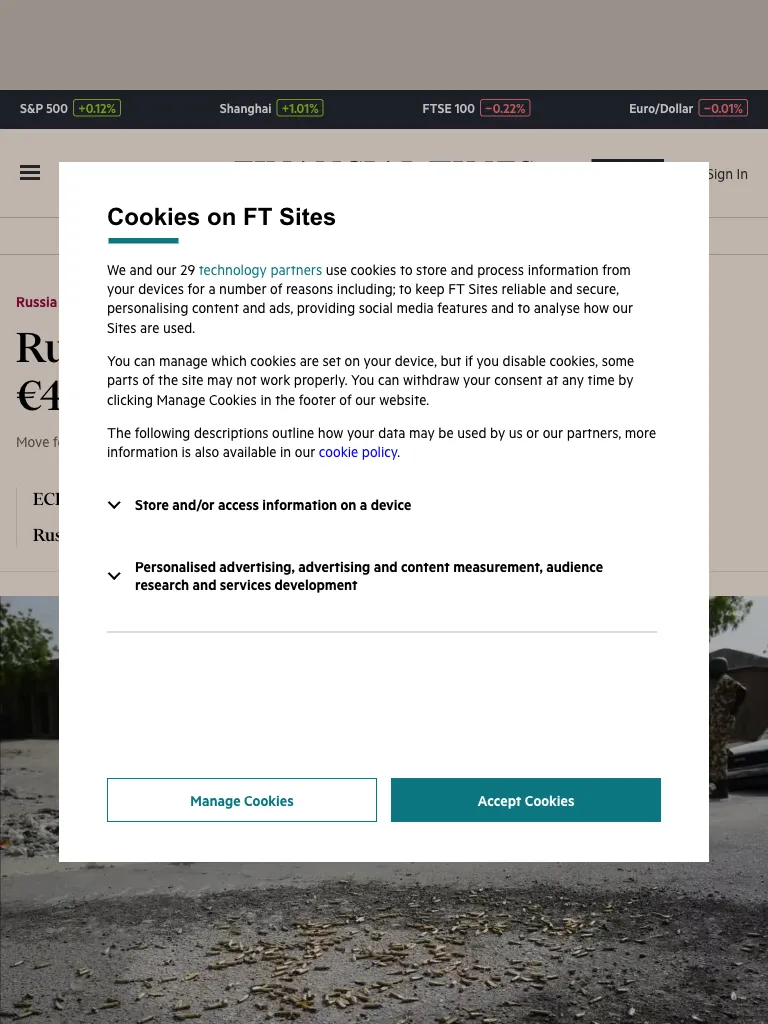 S&P 500 +0.12% Shanghai +1.01% FTSE 100 −0.22% Euro/Dollar −0.01%
FINANCIAL TIMES
Sign In
Cookies on FT Sites
We and our 29 technology partners use cookies to store and process information from
your devices for a number of reasons including; to keep FT Sites reliable and secure,
personalising content and ads, providing social media features and to analyse how our
Sites are used.
You can manage which cookies are set on your device, but if you disable cookies, some
parts of the site may not work properly. You can withdraw your consent at any time by
clicking Manage Cookies in the footer of our website.
The following descriptions outline how your data may be used by us or our partners, more
information is also available in our cookie policy.
Store and/or access information on a device
Personalised advertising, advertising and content measurement, audience
research and services development
Manage Cookies Accept Cookies
Russia
Ru
€4
Move f
ECB
Rus